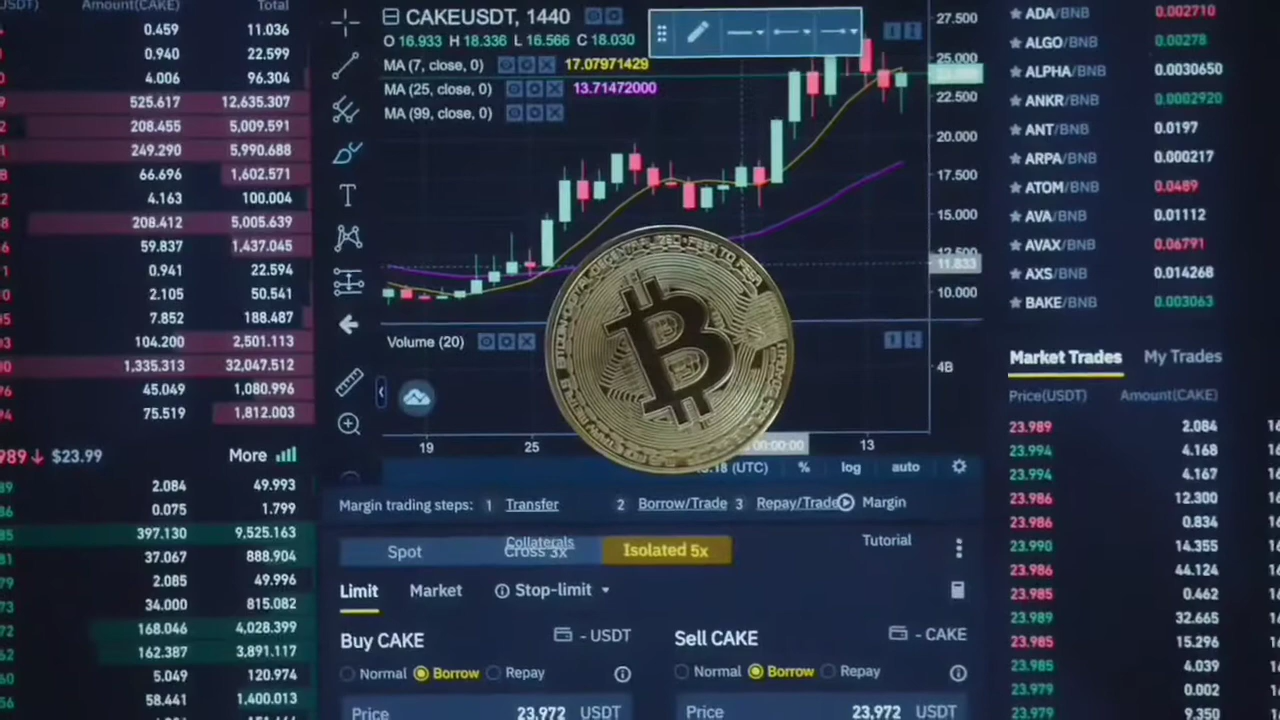 USDT) Amount(CAKE) Total
0.459 11.036
0.940 22.599
4.006 96.304
525.617 12,635.307
208.455 5,009.591
249.290 5,990.688
66.696 1,602.571
4.163 100.004
208.412 5,005.639
59.837 1,437.045
0.941 22.594
2.105 50.541
7.852 188.487
104.200 2,501.113
1,335.313 32,047.512
45.049 1,080.996
75.519 1,812.003
989↓ $23.99 More
2.084 49.993
0.075 1.799
397.130 9,525.163
37.067 888.904
2.085 49.996
34.000 815.082
168.046 4,028.399
162.387 3,891.117
5.049 120.974
58.441 1,400.013
CAKEUSDT, 1440
O 16.933 H 18.336 L 16.566 C 18.030
MA (7, close, 0) 17.07971429
MA (25, close, 0) 13.71472000
MA (99, close, 0)
27.500
25.000
22.500
20.000
17.500
15.000
12.500
11.833
10.000
Volume (20)
4B
19 25 00:00:00 13
(UTC) % log auto
Margin trading steps: 1 Transfer 2 Borrow/Trade 3 Repay/Trade Margin
Collaterals Tutorial
Spot Cross 3x Isolated 5x
Limit Market Stop-limit
Buy CAKE - USDT Sell CAKE - CAKE
Normal Borrow Repay Normal Borrow Repay
Price 23,972 USDT Price 23,972 USDT
ADA/BNB 0.002710
ALGO/BNB 0.00278
ALPHA/BNB 0.0030650
ANKR/BNB 0.0002920
ANT/BNB 0.0197
ARPA/BNB 0.000217
ATOM/BNB 0.0489
AVA/BNB 0.01112
AVAX/BNB 0.06791
AXS/BNB 0.014268
BAKE/BNB 0.003063
Market Trades My Trades
Price(USDT) Amount(CAKE)
23.989 2.084
23.994 4.168
23.994 4.167
23.986 12.300
23.986 0.834
23.990 14.355
23.986 44.124
23.985 0.462
23.986 32.665
23.985 15.296
23.985 4.039
23.979 0.002
23.979 9.350